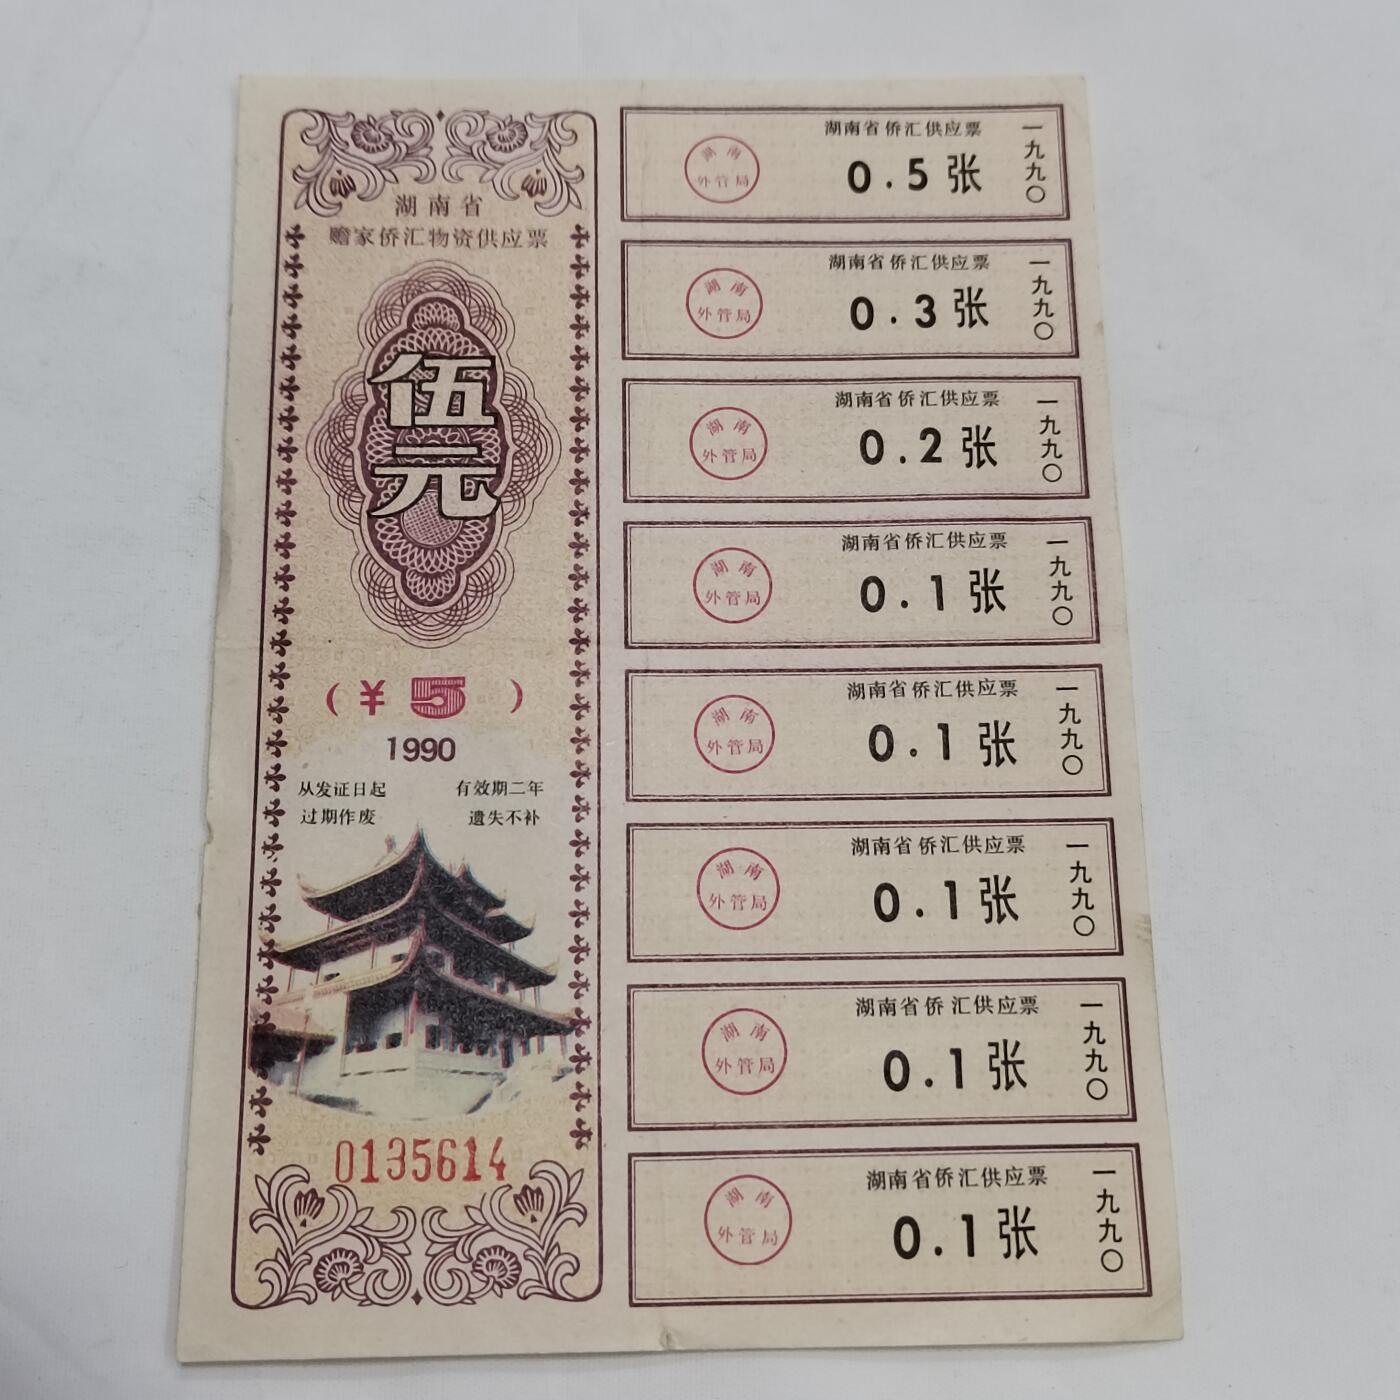 湖南省
赡家侨汇物资供应票
伍
元
(¥5)
1990
从发证日起 有效期二年
过期作废 遗失不补
0135614
湖南省侨汇供应票
0.5张
一九九〇
湖南
外管局
湖南省侨汇供应票
0.3张
一九九〇
湖南
外管局
湖南省侨汇供应票
0.2张
一九九〇
湖南
外管局
湖南省侨汇供应票
0.1张
一九九〇
湖南
外管局
湖南省侨汇供应票
0.1张
一九九〇
湖南
外管局
湖南省侨汇供应票
0.1张
一九九〇
湖南
外管局
湖南省侨汇供应票
0.1张
一九九〇
湖南
外管局
湖南省侨汇供应票
0.1张
一九九〇
湖南
外管局